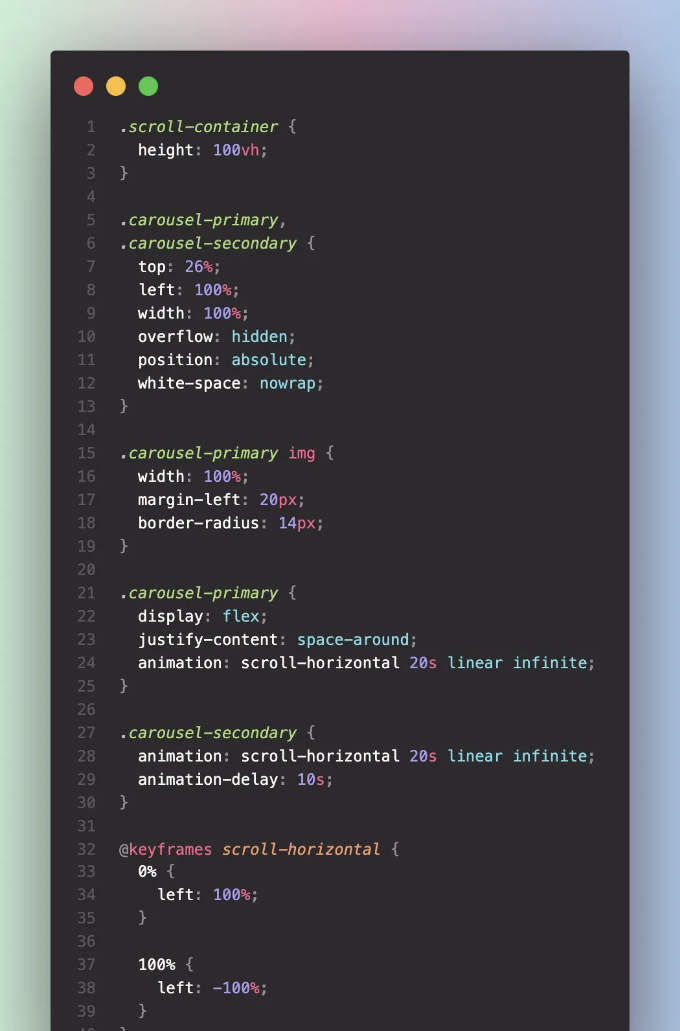 1 .scroll-container {
2   height: 100vh;
3 }
4
5 .carousel-primary,
6 .carousel-secondary {
7   top: 26%;
8   left: 100%;
9   width: 100%;
10   overflow: hidden;
11   position: absolute;
12   white-space: nowrap;
13 }
14
15 .carousel-primary img {
16   width: 100%;
17   margin-left: 20px;
18   border-radius: 14px;
19 }
20
21 .carousel-primary {
22   display: flex;
23   justify-content: space-around;
24   animation: scroll-horizontal 20s linear infinite;
25 }
26
27 .carousel-secondary {
28   animation: scroll-horizontal 20s linear infinite;
29   animation-delay: 10s;
30 }
31
32 @keyframes scroll-horizontal {
33   0% {
34     left: 100%;
35   }
36
37   100% {
38     left: -100%;
39   }